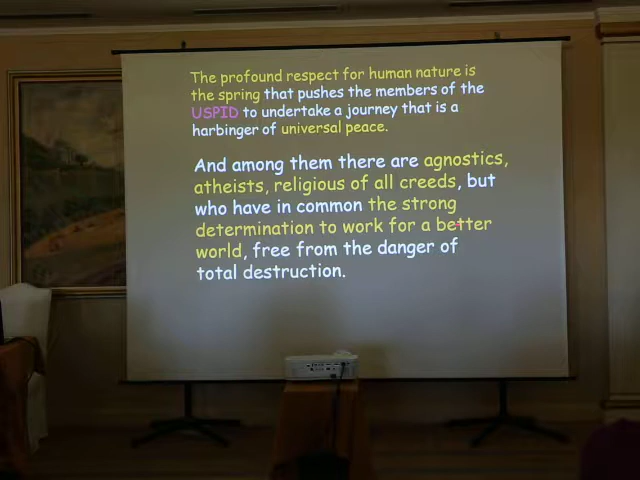 The profound respect for human nature is
the spring that pushes the members of the
USPID to undertake a journey that is a
harbinger of universal peace.
And among them there are agnostics,
atheists, religious of all creeds, but
who have in common the strong
determination to work for a better
world, free from the danger of
total destruction.